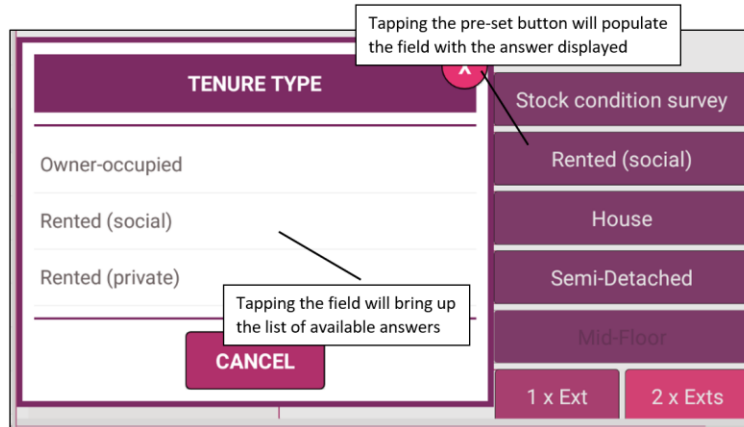 Tapping the pre-set button will populate
the field with the answer displayed
X
TENURE TYPE
Stock condition survey
Owner-occupied
Rented (social)
Rented (social)
House
Rented (private)
Semi-Detached
Tapping the field will bring up
the list of available answers
Mid-Floor
CANCEL
1 x Ext
2 x Exts